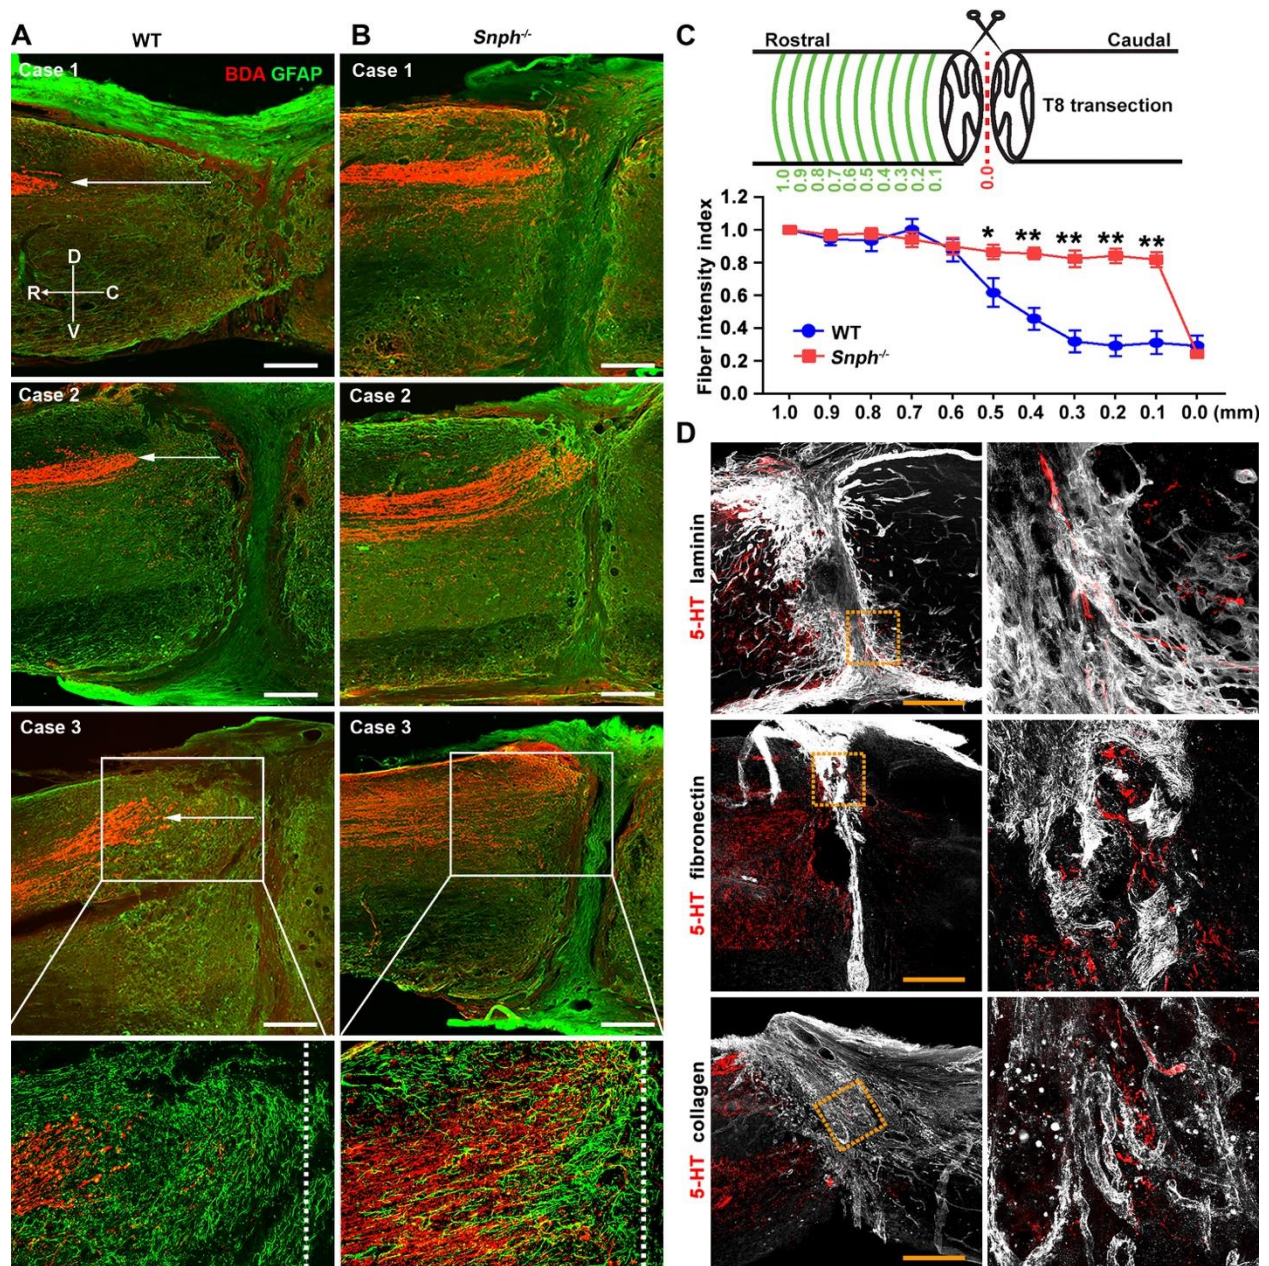 A
WT
B
Snph-/-
C
Case 1
BDA GFAP
Case 1
D
R
C
V
Case 2
Case 2
Case 3
Case 3
Rostral
Caudal
T8 transection
1.0
0.9
0.8
0.7
0.6
0.5
0.4
0.3
0.2
0.1
0.0
Fiber intensity index
1.2
1.0
0.8
0.6
0.4
0.2
0.0
* ** ** ** **
WT
Snph-/-
1.0 0.9 0.8 0.7 0.6 0.5 0.4 0.3 0.2 0.1 0.0 (mm)
D
5-HT laminin
5-HT fibronectin
5-HT collagen